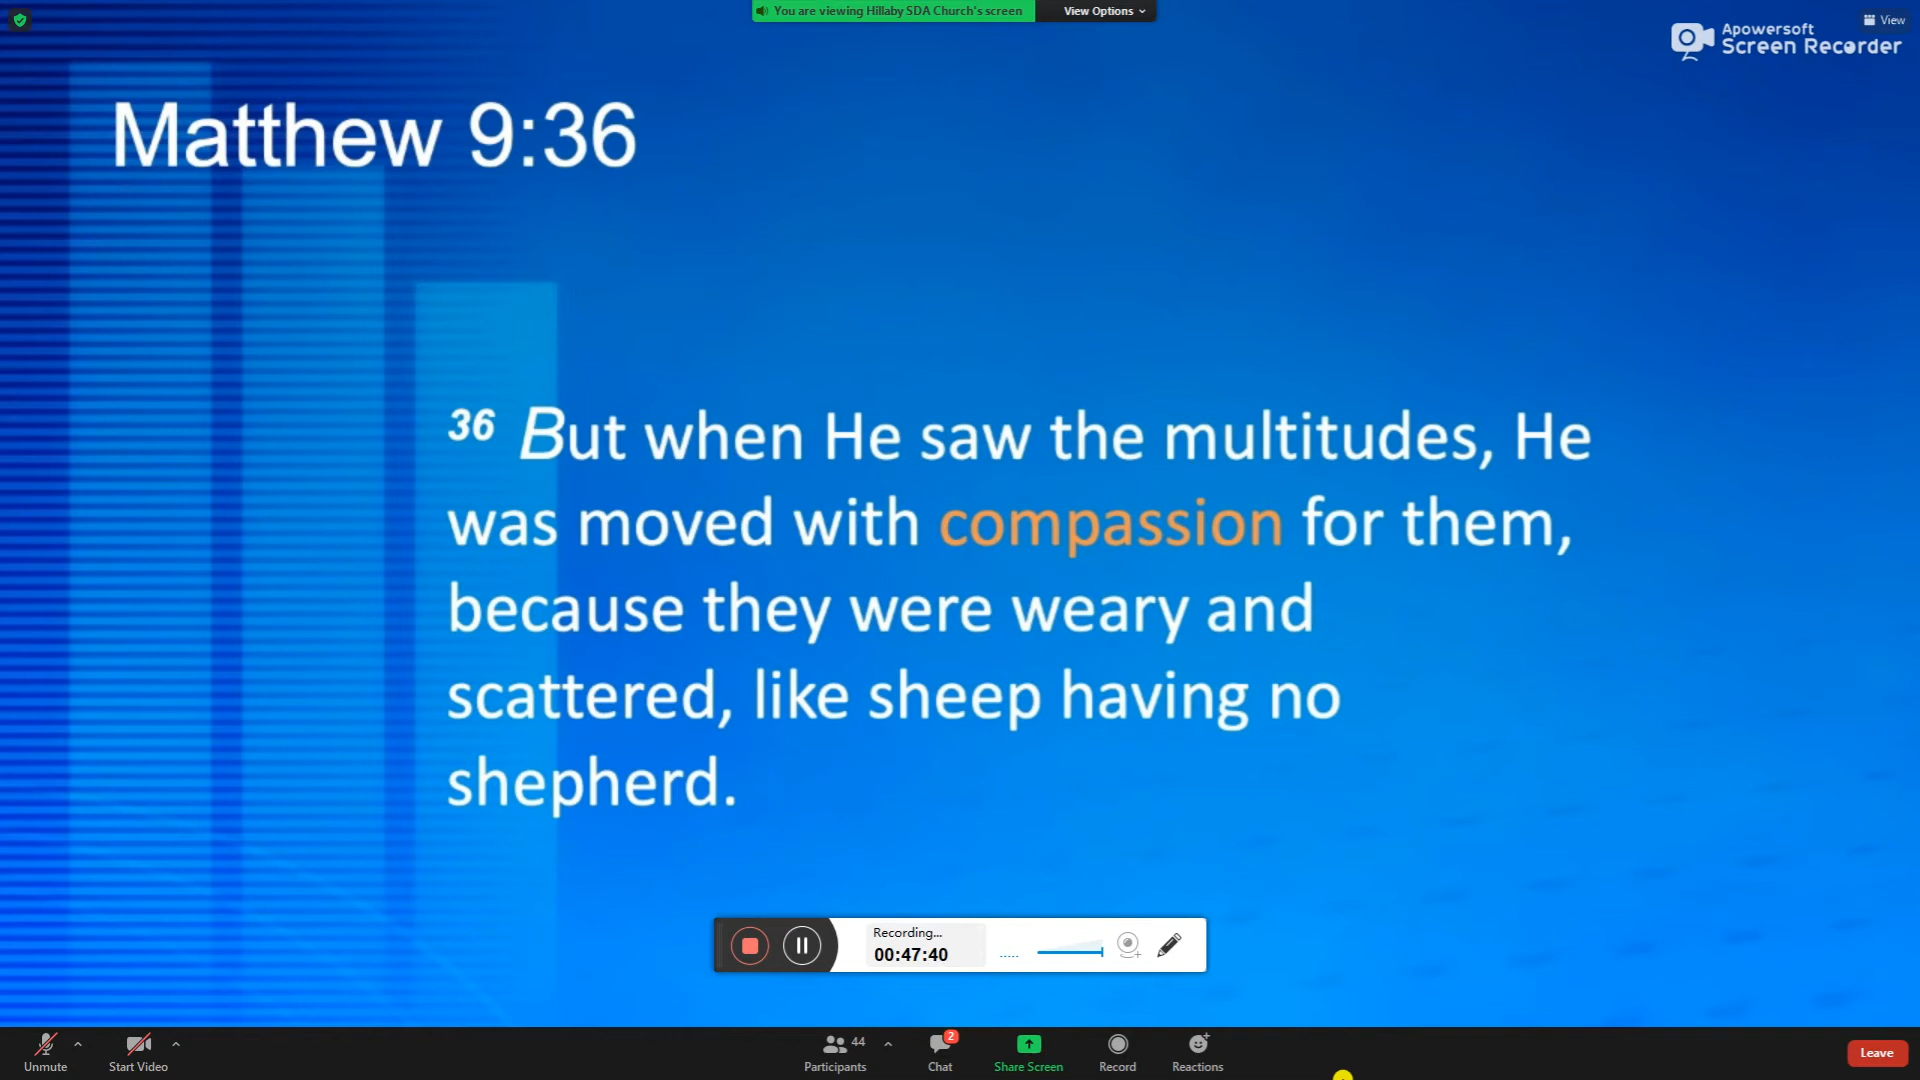 You are viewing Hillaby SDA Church's screen
View Options
View
Apowersoft
Screen Recorder
Matthew 9:36
36 But when He saw the multitudes, He
was moved with compassion for them,
because they were weary and
scattered, like sheep having no
shepherd.
Recording...
00:47:40
Unmute
Start Video
44
Participants
2
Chat
Share Screen
Record
Reactions
Leave